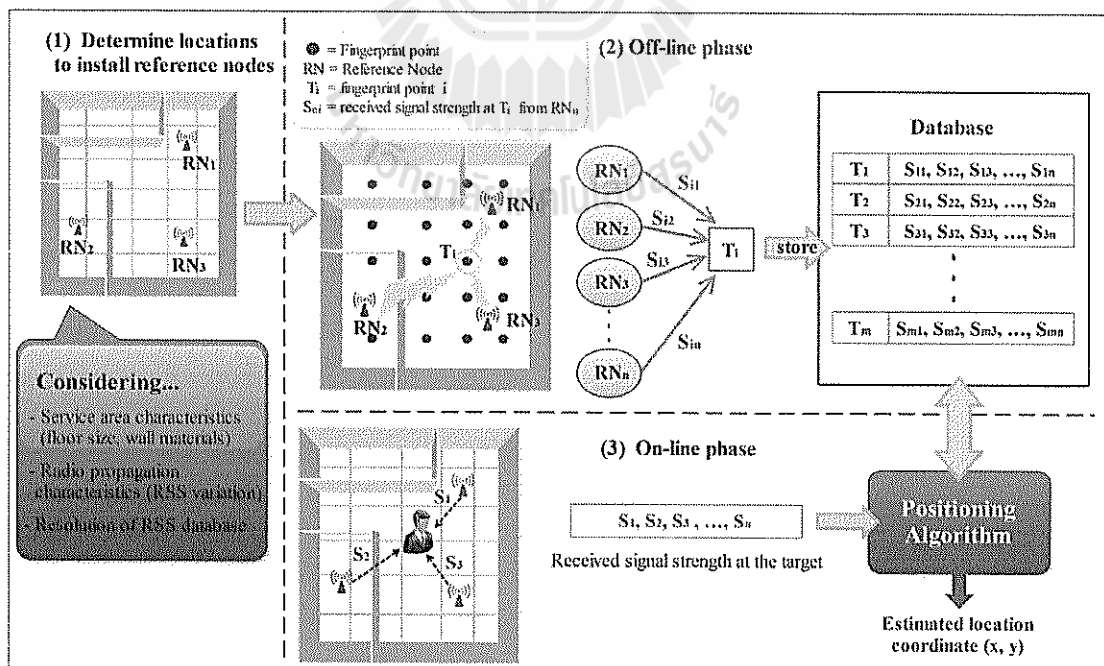 (1) Determine locations
to install reference nodes
RN1
RN2
RN3
Considering...
- Service area characteristics
(floor size, wall materials)
- Radio propagation
characteristics (RSS variation)
- Resolution of RSS database
● = Fingerprint point
RN = Reference Node
Ti = fingerprint point i
Sni = received signal strength at Ti from RNn
RN1
Ti
RN2
RN3
(2) Off-line phase
RN1
RN2
RN3
RNn
Si1
Si2
Si3
Sin
Ti
store
Database
T1 S11, S12, S13, ..., S1n
T2 S21, S22, S23, ..., S2n
T3 S31, S32, S33, ..., S3n
Tm Sm1, Sm2, Sm3, ..., Smn
S1
S2
S3
(3) On-line phase
S1, S2, S3 , ..., Sn
Received signal strength at the target
Positioning
Algorithm
Estimated location
coordinate (x, y)